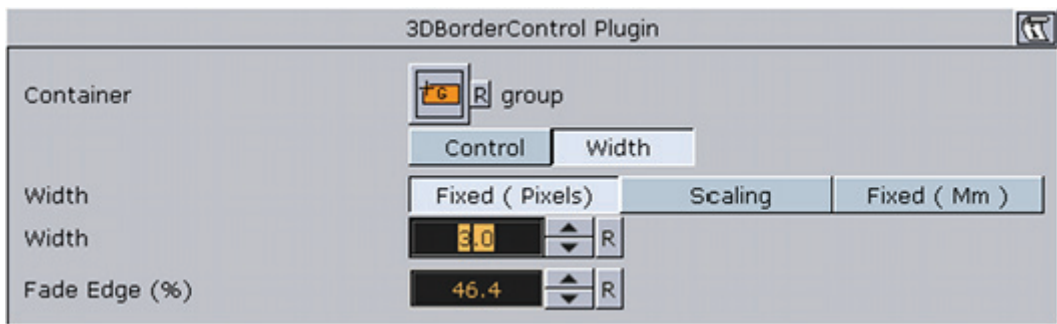 3DBorderControl Plugin
Container G R group
Control Width
Width Fixed ( Pixels) Scaling Fixed ( Mm )
Width 3.0 R
Fade Edge (%) 46.4 R